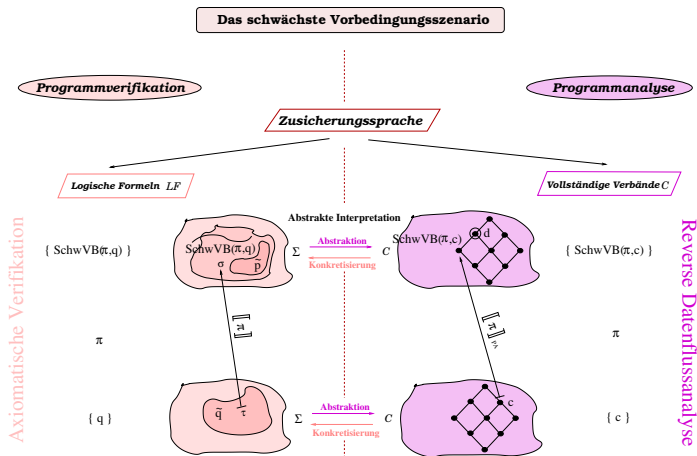 Das schwächste Vorbedingungsszenario
Programmverifikation
Programmanalyse
Zusicherungssprache
Logische Formeln LF
Vollständige Verbände C
Abstrakte Interpretation
{ SchwVB(π,q) }
SchwVB(π,q)
σ
p̃
Σ
Abstraktion
Konkretisierung
C
SchwVB(π,c)
d
{ SchwVB(π,c) }
Axiomatische Verifikation
Reverse Datenflussanalyse
π
⟦ π ⟧
⟦ π ⟧ PA
π
{ q }
q̃
τ
Σ
Abstraktion
Konkretisierung
C
c
{ c }